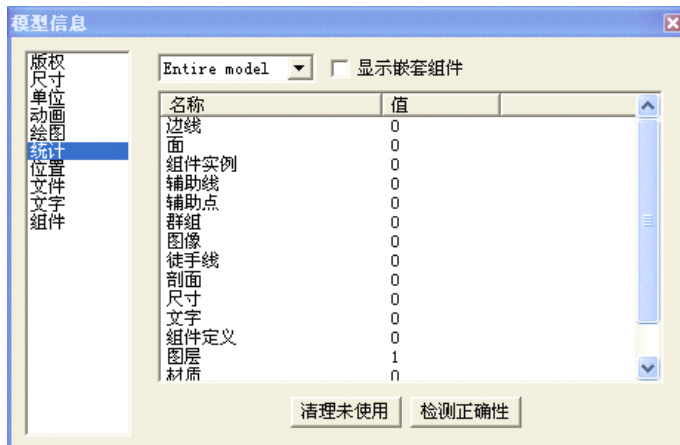 模型信息
版权
尺寸
单位
动画
绘图
统计
位置
文件
文字
组件
Entire model 显示嵌套组件
名称 值
边线 0
面 0
组件实例 0
辅助线 0
辅助点 0
群组 0
图像 0
徒手线 0
剖面 0
尺寸 0
文字 0
组件定义 0
图层 1
材质 0
清理未使用 检测正确性